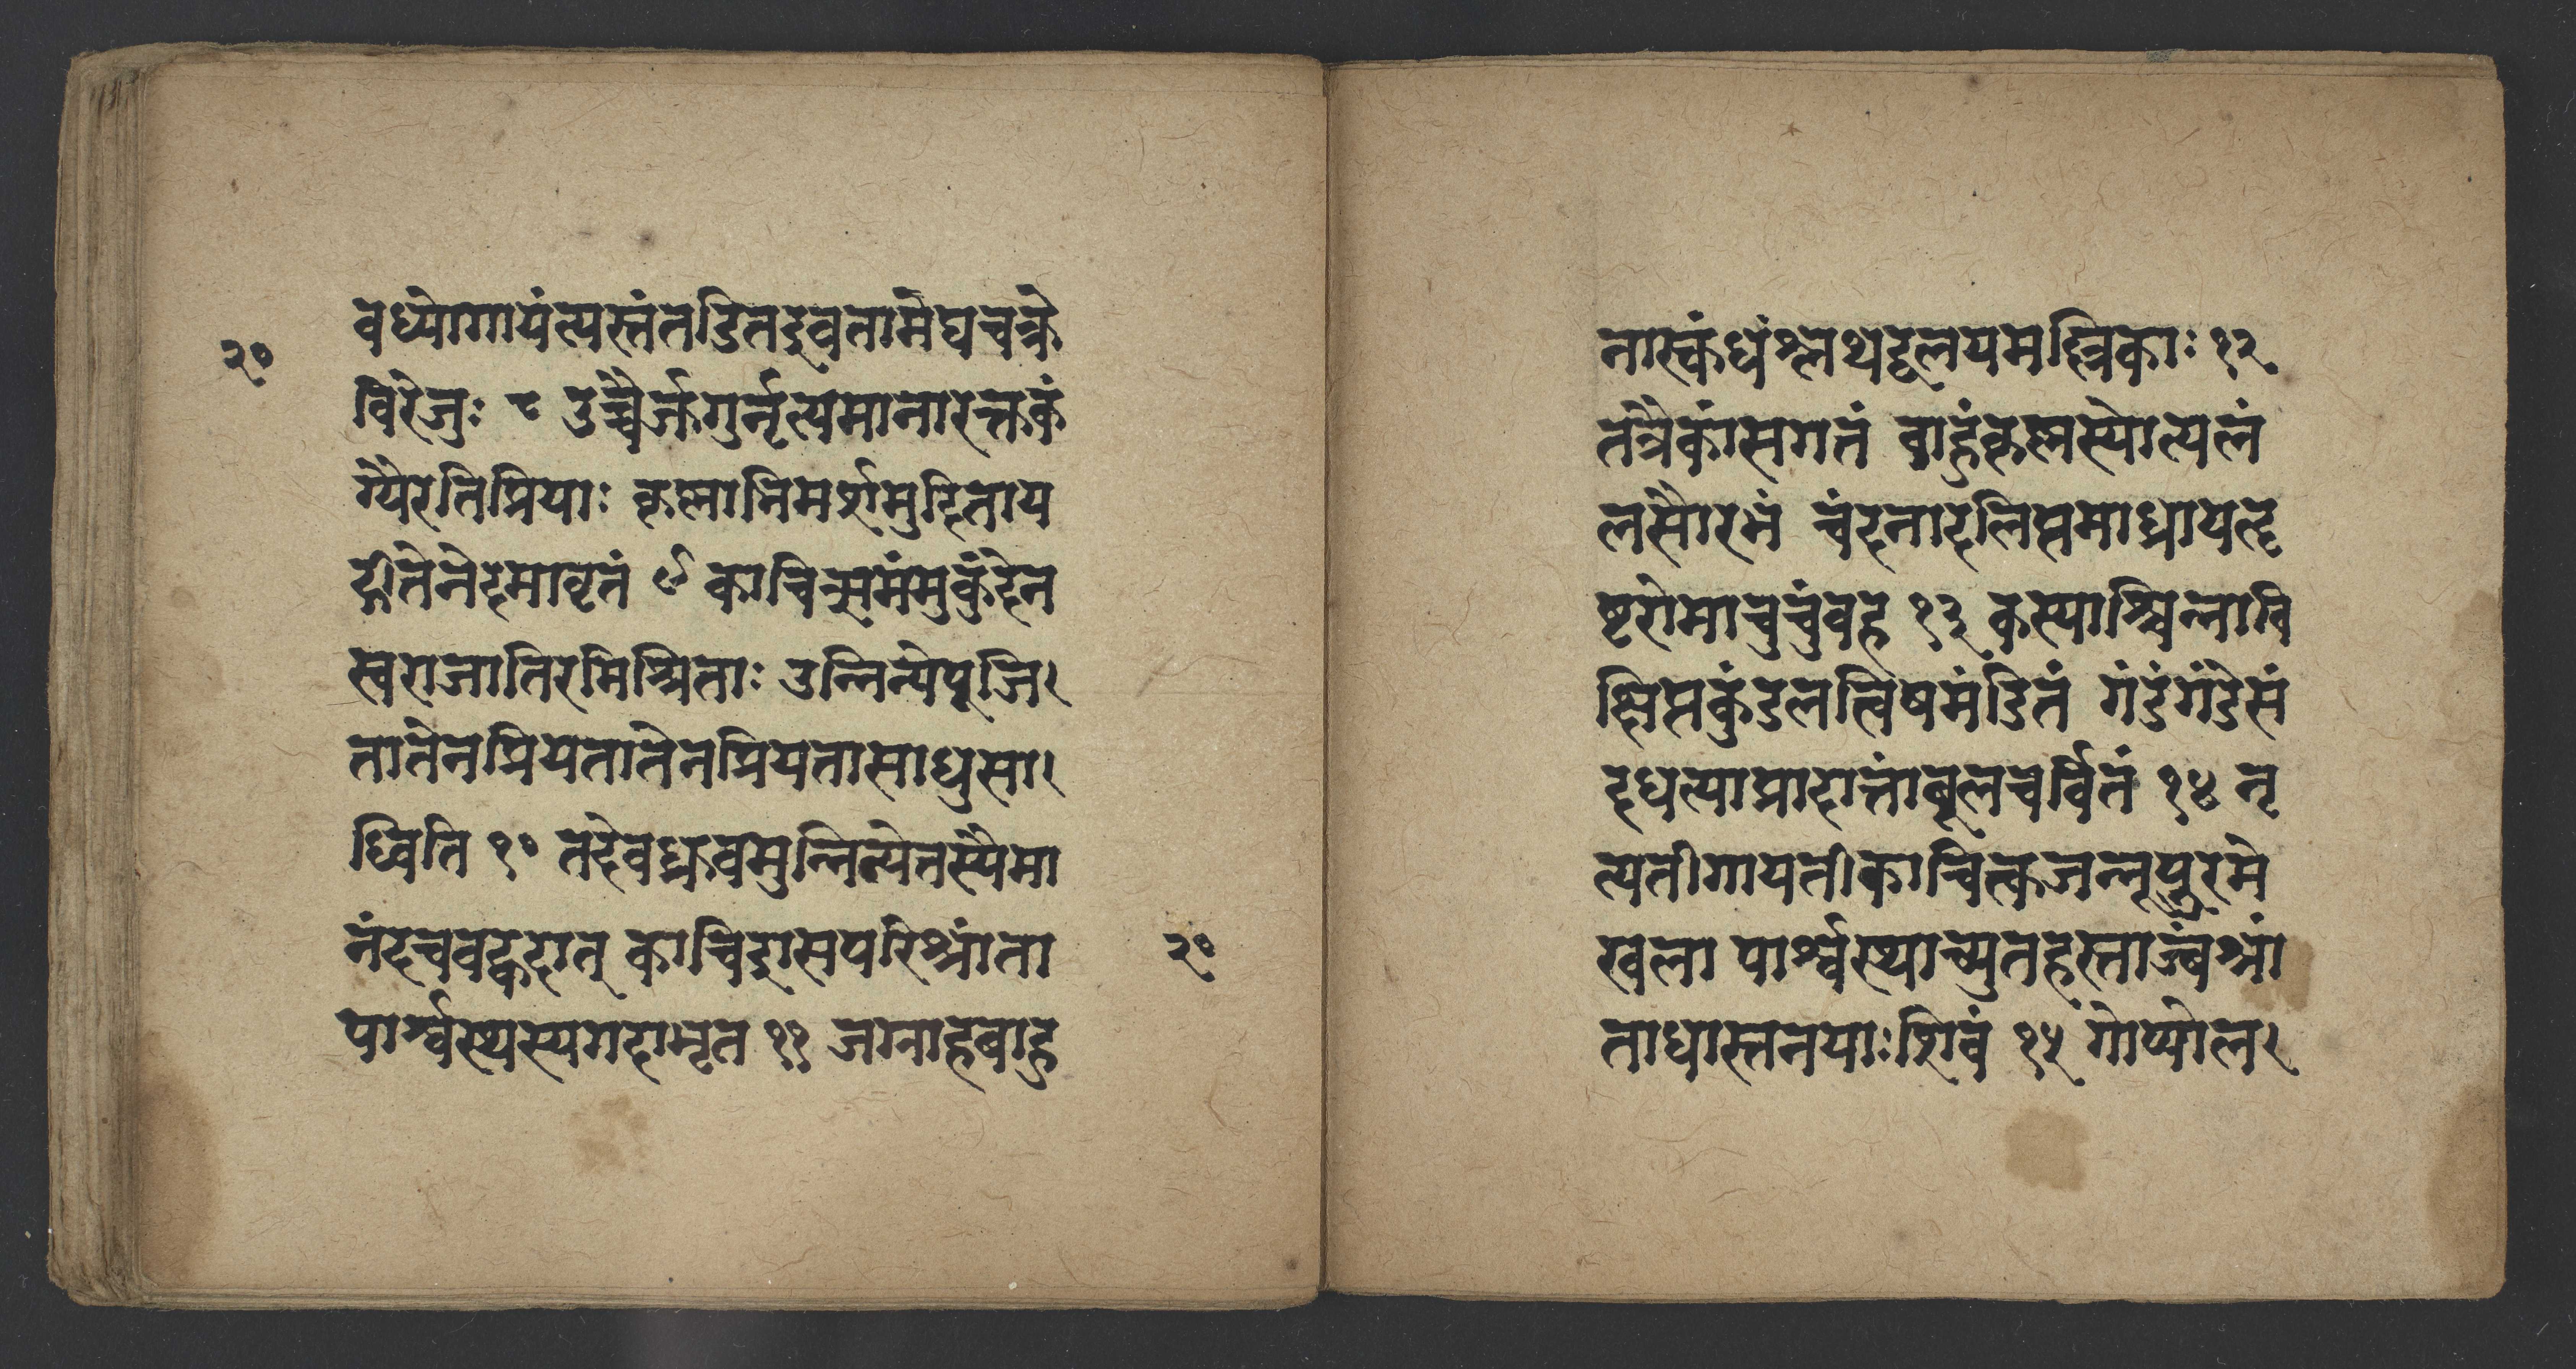 २०
वध्योगायंत्यस्तंतडितइवतामेघचक्रे
विरेजुः ८ उच्चैर्जगुर्नृत्यमानारक्तकं
ग्यैरतिप्रियाः कृष्णाभिमर्शमुदिताय
द्गीतेनेदमावृतं ९ काचित्समंमुकुंदेन
स्वराजातिरमिश्रिताः उन्निन्येपूजि।
तातेनप्रियेतातेनप्रियतासाधुसा।
ध्विति १० तदेवध्रुवमुन्निन्येतस्यैमा
नंदचवह्वदात् काचिद्रासपरिश्रांता
पार्श्वस्थस्यगदाभृत ११ जग्राहबाहु
२०
नास्कंधंश्लथद्वलयमल्लिकाः १२
तत्रैकांसगतं बाहुंकृष्णस्योत्पलं
लसौरभं चंदनादलिप्तमाघ्रायत्हृ
ष्टरोमाचुचुंबह १३ कस्याश्चिन्नावि
क्षिप्तकुंडलत्विषमंडितं गंडंगंडेसं
दधत्याप्रादात्तांबूलचर्वितं १४ नृ
त्यतीगायतीकाचित्कूजन्नूपुरमे
खला पार्श्वस्थाच्युतहस्ताब्जंश्रां
ताधास्तनयाःशिवं १५ गोप्योल।